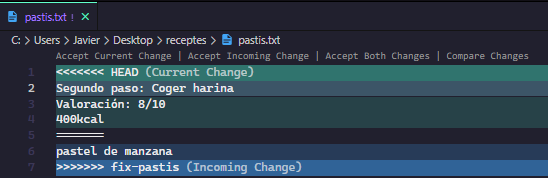 pastis.txt !
C: > Users > Javier > Desktop > receptes > pastis.txt
Accept Current Change | Accept Incoming Change | Accept Both Changes | Compare Changes
1 <<<<<<< HEAD (Current Change)
2 Segundo paso: Coger harina
3 Valoración: 8/10
4 400kcal
5 =======
6 pastel de manzana
7 >>>>>>> fix-pastis (Incoming Change)